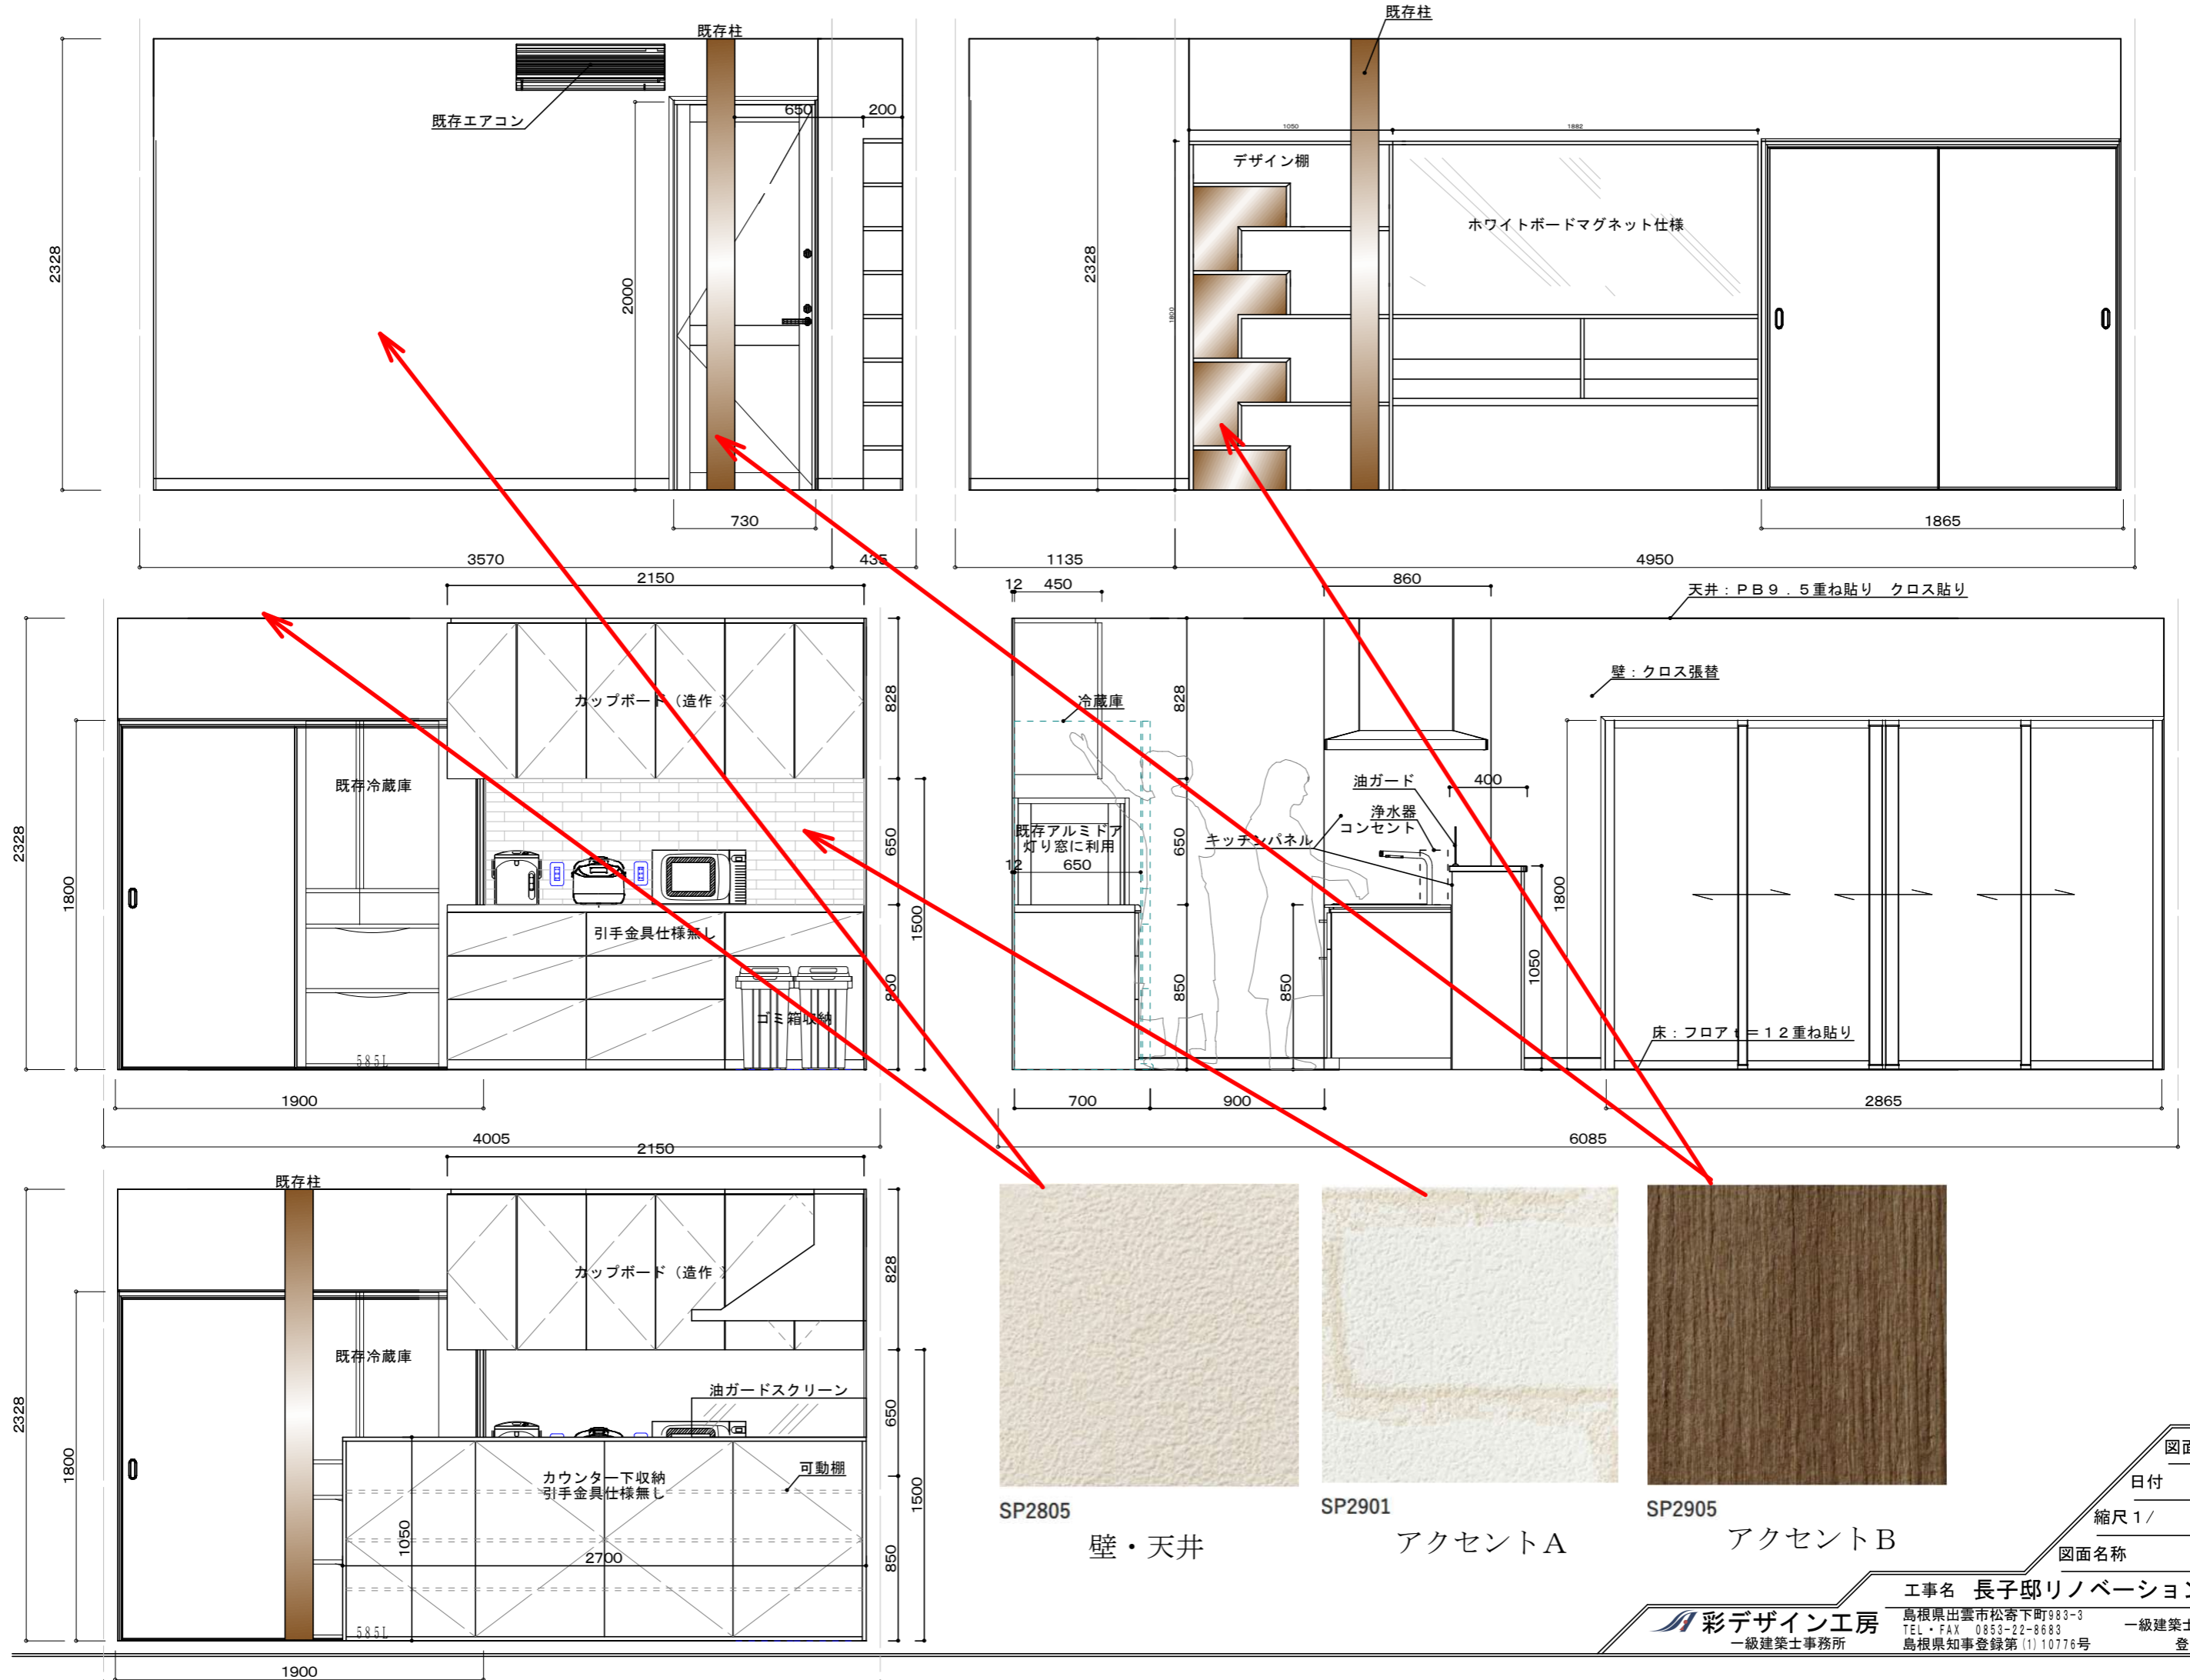 既存柱
既存エアコン
650
200
2328
2000
730
3570
435
既存柱
1050
1882
デザイン棚
ホワイトボードマグネット仕様
2328
1800
1865
1135
4950
2150
カップボード（造作
828
既存冷蔵庫
2328
1800
650
1500
引手金具仕様無し
850
ゴミ箱収納
585L
1900
4005
12
450
860
天井：ＰＢ９．５重ね貼り　クロス貼り
壁：クロス張替
828
冷蔵庫
油ガード
400
浄水器
コンセント
キッチンパネル
既存アルミドア
灯り窓に利用
12
650
650
1800
850
850
1050
床：フロアｔ＝１２重ね貼り
700
900
2865
6085
2150
既存柱
カップボード（造作
828
既存冷蔵庫
2328
1800
油ガードスクリーン
650
カウンター下収納
引手金具仕様無し
可動棚
1500
1050
2700
850
585L
1900
SP2805
壁・天井
SP2901
アクセントＡ
SP2905
アクセントＢ
図面
日付
縮尺１/
図面名称
工事名　長子邸リノベーション
彩デザイン工房
一級建築士事務所
島根県出雲市松寄下町983-3
TEL・FAX　0853-22-8683
島根県知事登録第(1)10776号
一級建築士
登